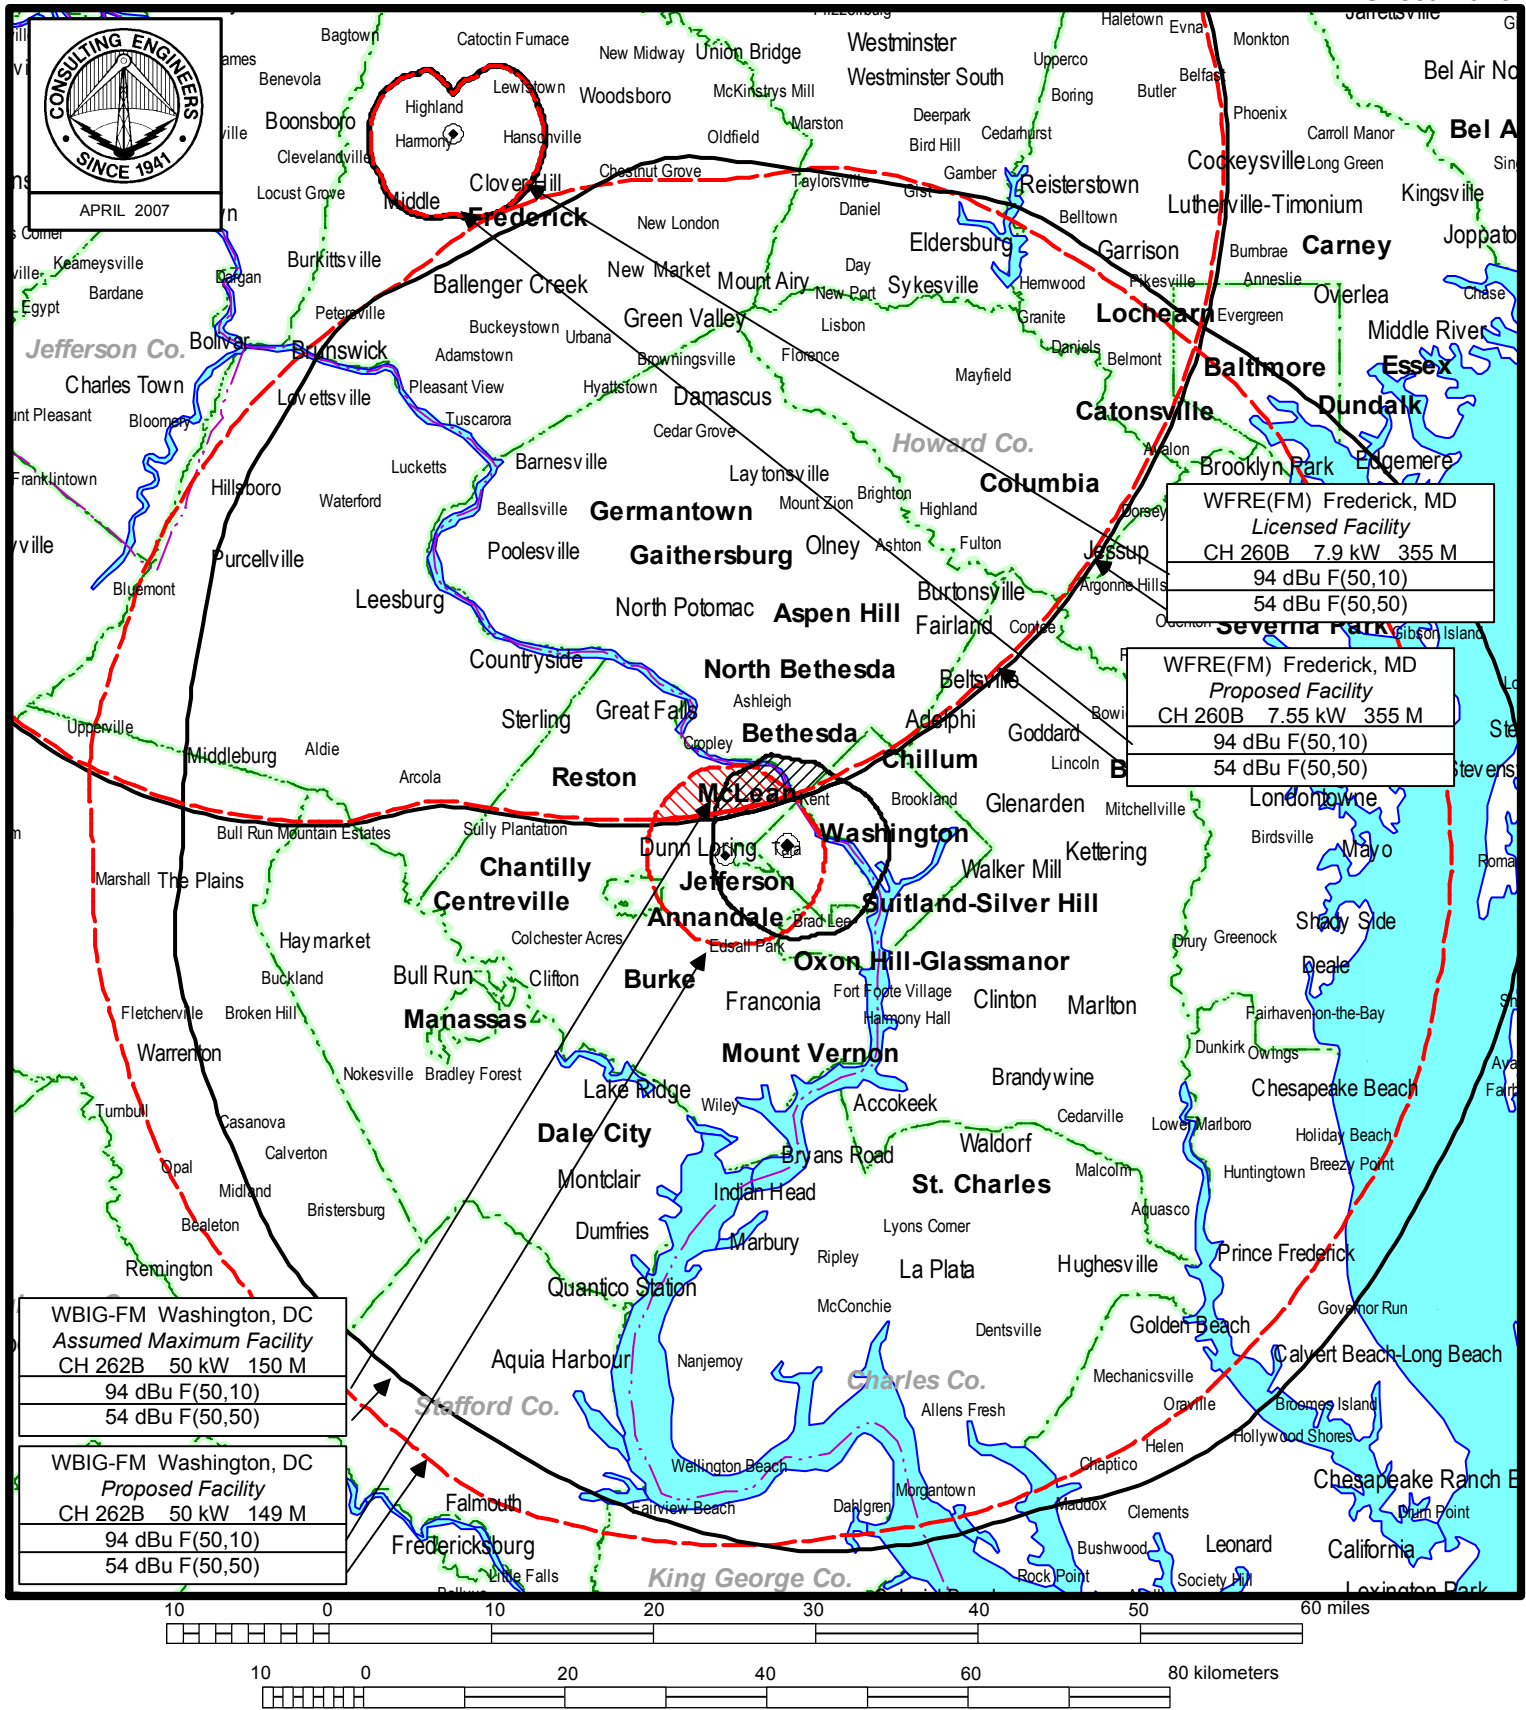 CONSULTING ENGINEERS
• SINCE 1941 •
APRIL 2007
Bagtown
Catoctin Furnace
New Midway
Union Bridge
Westminster
Westminster South
Haletown
Evna
Monkton
Jarrettsville
Upperco
Belfast
Bel Air No
Benevola
Lewistown
Woodsboro
McKinstrys Mill
Boring
Butler
Highland
Boonsboro
Harmony
Hansonville
Oldfield
Marston
Deerpark
Cedarhurst
Phoenix
Carroll Manor
Bel A
Bird Hill
Clevelandville
Chestnut Grove
Cockeysville
Long Green
Locust Grove
Middle
Clover Hill
Taylorsville
Gist
Gamber
Reisterstown
Kingsville
Frederick
New London
Daniel
Belltown
Lutherville-Timonium
Eldersburg
Garrison
Bumbrae
Carney
Joppato
Kearneysville
Dargan
Burkittsville
Ballenger Creek
New Market
Mount Airy
Day
New Port
Sykesville
Hernwood
Pikesville
Anneslie
Overlea
Chase
Egypt
Bardane
Petersville
Buckeystown
Urbana
Green Valley
Lisbon
Granite
Lochearn
Evergreen
Middle River
Jefferson Co.
Bolivar
Brunswick
Adamstown
Browningsville
Florence
Daniels
Belmont
Baltimore
Essex
Charles Town
Lovettsville
Pleasant View
Hyattstown
Damascus
Mayfield
Dundalk
unt Pleasant
Bloomery
Tuscarora
Cedar Grove
Howard Co.
Catonsville
Avalon
Franklintown
Lucketts
Barnesville
Laytonsville
Columbia
Brooklyn Park
Edgemere
Hillsboro
Waterford
Beallsville
Germantown
Mount Zion
Brighton
Highland
Dorsey
yville
Purcellville
Poolesville
Gaithersburg
Olney
Ashton
Fulton
Jessup
Bluemont
Leesburg
North Potomac
Aspen Hill
Burtonsville
Argonne Hills
Fairland
Contee
Severna Park
Gibson Island
WFRE(FM) Frederick, MD
Licensed Facility
CH 260B 7.9 kW 355 M
94 dBu F(50,10)
54 dBu F(50,50)
WFRE(FM) Frederick, MD
Proposed Facility
CH 260B 7.55 kW 355 M
94 dBu F(50,10)
54 dBu F(50,50)
Countryside
North Bethesda
Beltsville
Ashleigh
Upperville
Sterling
Great Falls
Adelphi
Bowi
Middleburg
Aldie
Cropley
Bethesda
Goddard
Arcola
Reston
Chillum
Lincoln
Stevens
McLean
Kent
Brookland
Glenarden
Mitchellville
Londontowne
Bull Run Mountain Estates
Sully Plantation
Dunn Loring
Tara
Washington
Kettering
Birdsville
Mayo
Marshall
The Plains
Chantilly
Jefferson
Walker Mill
Centreville
Annandale
Brad Lee
Suitland-Silver Hill
Shady Side
Haymarket
Colchester Acres
Edsall Park
Drury
Greenock
Buckland
Bull Run
Clifton
Burke
Oxon Hill-Glassmanor
Deale
Fletcherville
Broken Hill
Manassas
Franconia
Fort Foote Village
Clinton
Marlton
Harmony Hall
Fairhaven-on-the-Bay
Warrenton
Mount Vernon
Dunkirk
Owings
Nokesville
Bradley Forest
Lake Ridge
Brandywine
Chesapeake Beach
Turnbull
Casanova
Wiley
Accokeek
Cedarville
Lower Marlboro
Calverton
Dale City
Bryans Road
Waldorf
Holiday Beach
Opal
Midland
Montclair
Indian Head
St. Charles
Malcolm
Huntingtown
Breezy Point
Bealeton
Bristersburg
Dumfries
Marbury
Lyons Corner
Aquasco
Remington
Quantico Station
Ripley
La Plata
Hughesville
Prince Frederick
McConchie
Dentsville
Golden Beach
Governor Run
WBIG-FM Washington, DC
Assumed Maximum Facility
CH 262B 50 kW 150 M
94 dBu F(50,10)
54 dBu F(50,50)
WBIG-FM Washington, DC
Proposed Facility
CH 262B 50 kW 149 M
94 dBu F(50,10)
54 dBu F(50,50)
Aquia Harbour
Nanjemoy
Charles Co.
Mechanicsville
Calvert Beach-Long Beach
Stafford Co.
Allens Fresh
Oraville
Broomes Island
Helen
Hollywood Shores
Wellington Beach
Chaptico
Chesapeake Ranch E
Falmouth
Fairview Beach
Dahlgren
Morgantown
Maddox
Clements
Drum Point
Fredericksburg
Bushwood
Leonard
California
Little Falls
King George Co.
Rock Point
Society Hill
Lexington Park
10 0 10 20 30 40 50 60 miles
10 0 20 40 60 80 kilometers